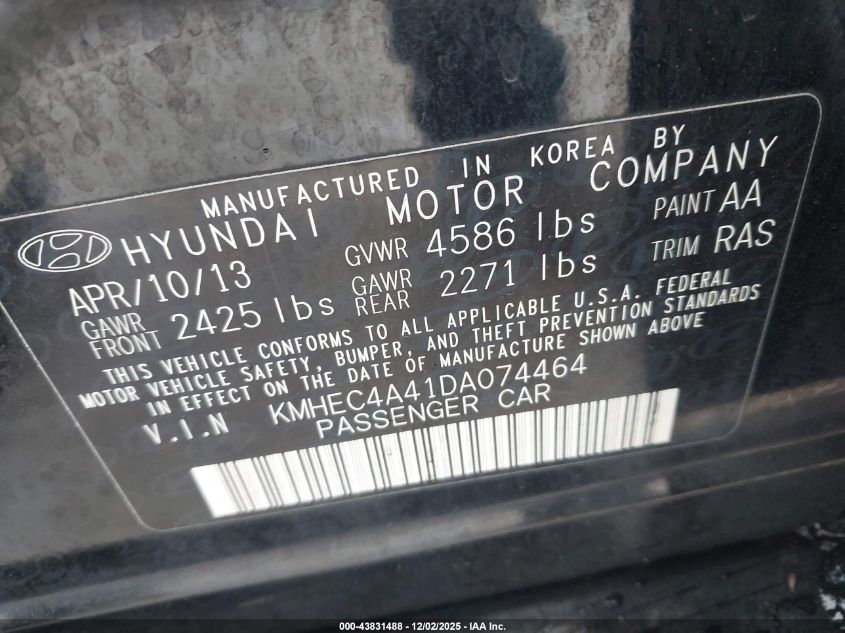 MANUFACTURED IN KOREA BY
HYUNDAI MOTOR COMPANY
APR/10/13 GVWR 4586 lbs PAINT AA
GAWR FRONT 2425 lbs GAWR REAR 2271 lbs TRIM RAS
THIS VEHICLE CONFORMS TO ALL APPLICABLE U.S.A. FEDERAL
MOTOR VEHICLE SAFETY, BUMPER, AND THEFT PREVENTION STANDARDS
IN EFFECT ON THE DATE OF MANUFACTURE SHOWN ABOVE
V.I.N KMHEC4A41DA074464
PASSENGER CAR
000-43831488 - 12/02/2025 - IAA Inc.